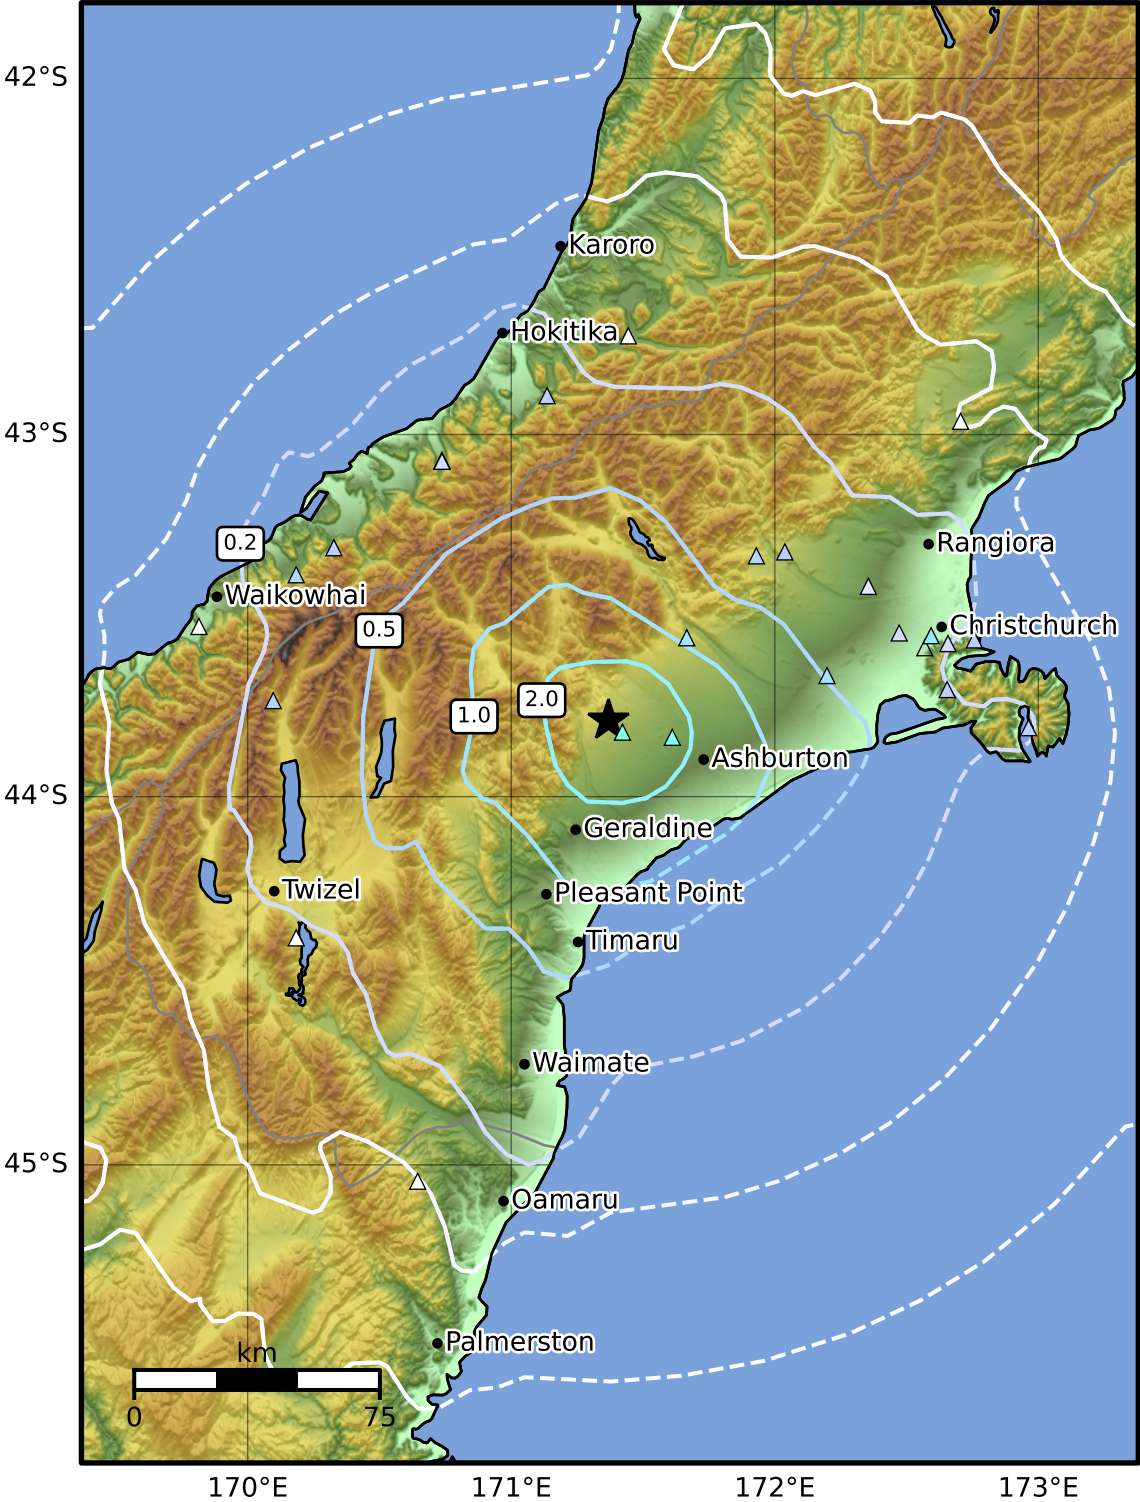 42°S
Karoro
Hokitika
43°S
0.2
Rangiora
Waikowhai
0.5
Christchurch
2.0
1.0
Ashburton
44°S
Geraldine
Twizel
Pleasant Point
Timaru
Waimate
45°S
Oamaru
Palmerston
km
0
75
170°E
171°E
172°E
173°E